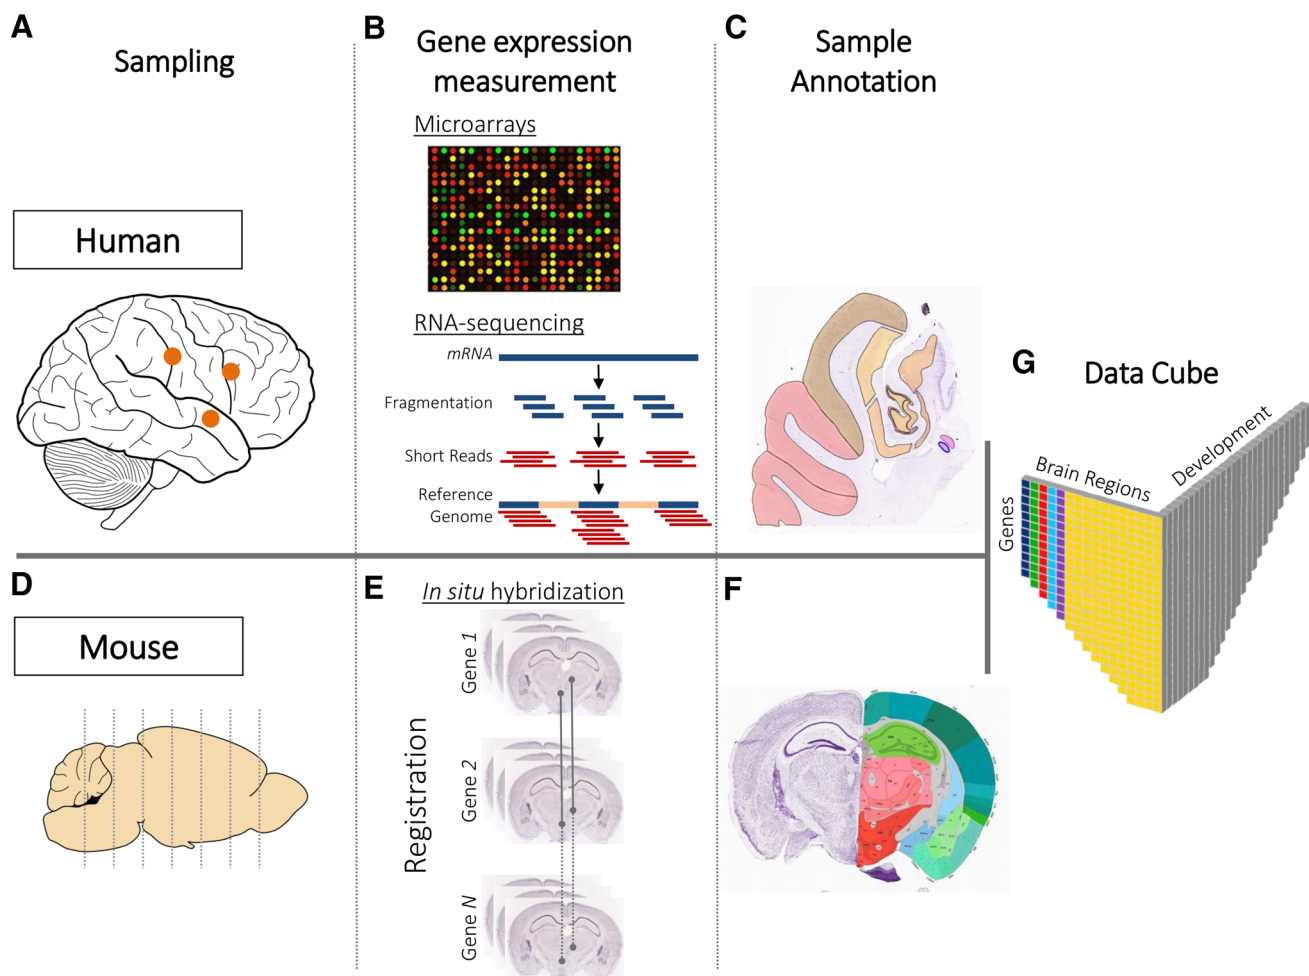 A
Sampling
Human
B
Gene expression
measurement
Microarrays
RNA-sequencing
mRNA
Fragmentation
Short Reads
Reference
Genome
C
Sample
Annotation
D
Mouse
E
In situ hybridization
Registration
Gene 1
Gene 2
Gene N
F
G
Data Cube
Brain Regions
Development
Genes